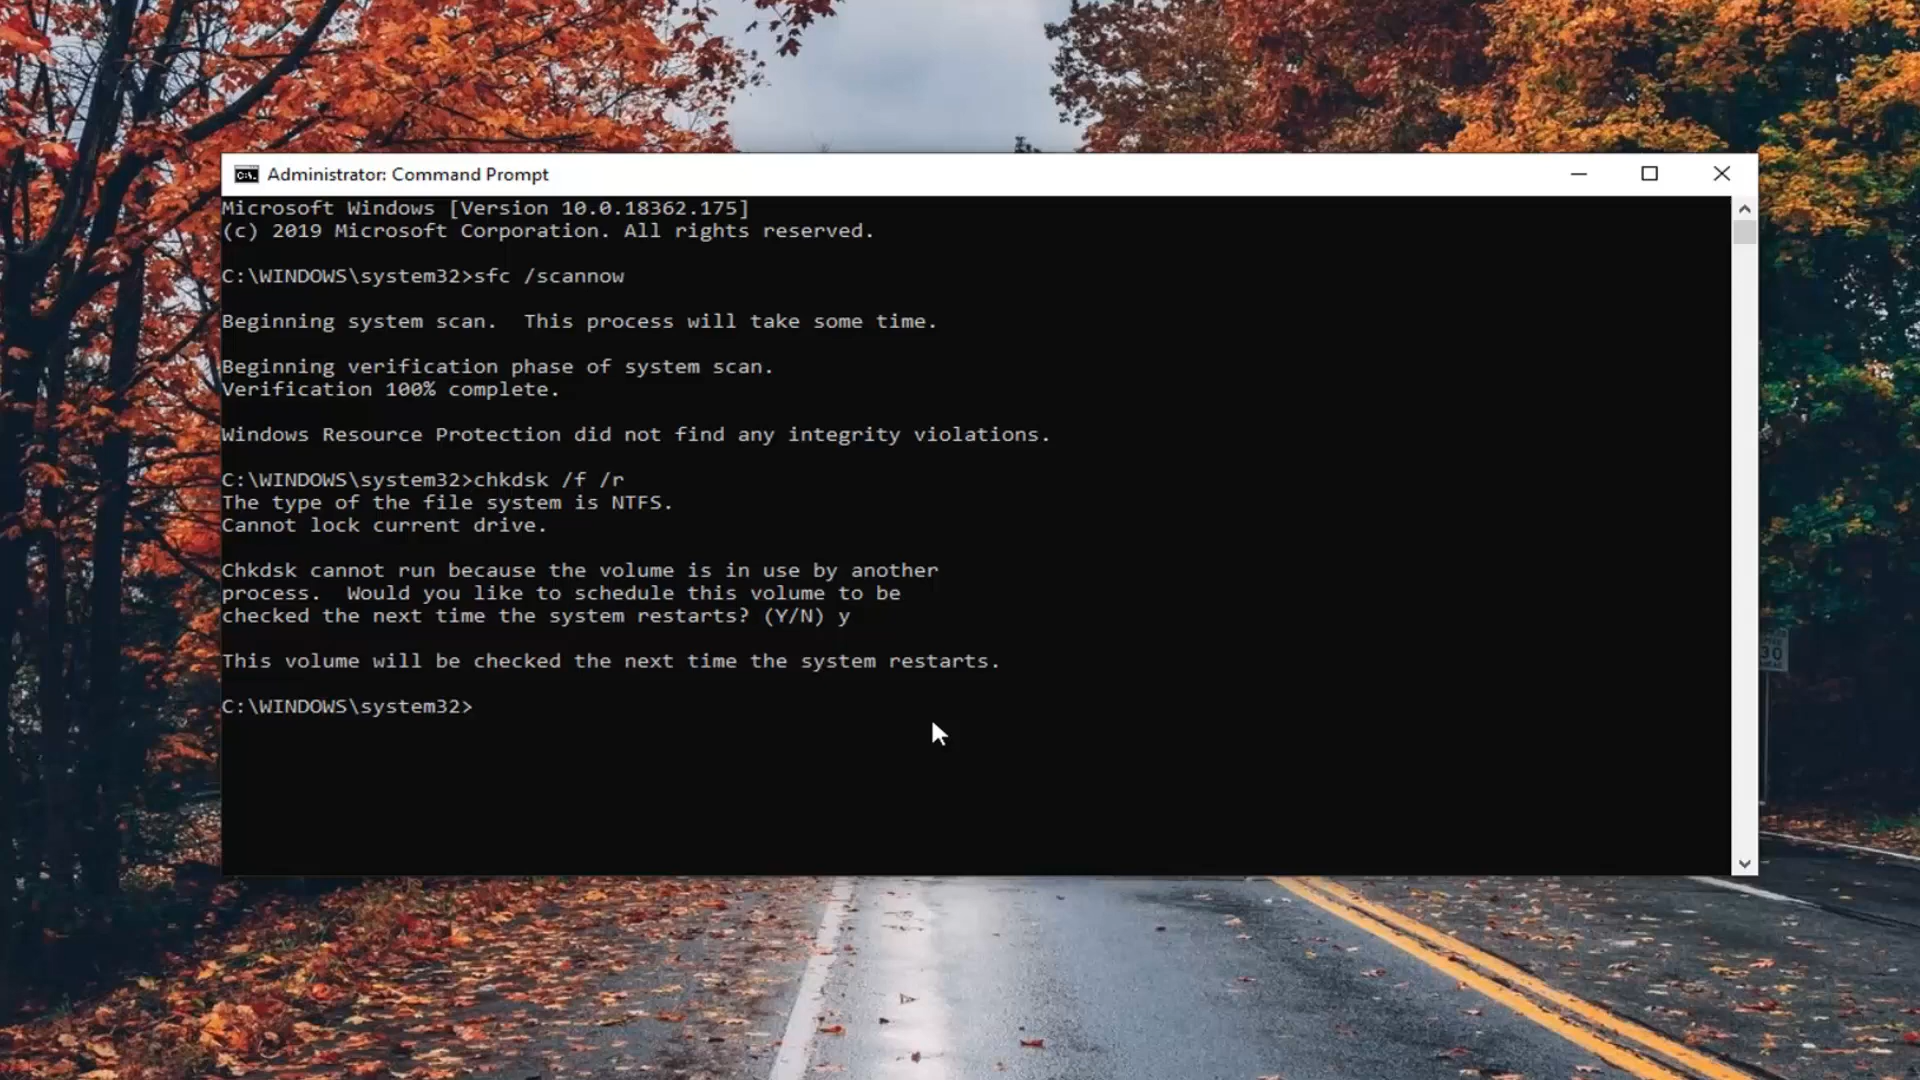 Administrator: Command Prompt
Microsoft Windows [Version 10.0.18362.175]
(c) 2019 Microsoft Corporation. All rights reserved.
C:\WINDOWS\system32>sfc /scannow
Beginning system scan.  This process will take some time.
Beginning verification phase of system scan.
Verification 100% complete.
Windows Resource Protection did not find any integrity violations.
C:\WINDOWS\system32>chkdsk /f /r
The type of the file system is NTFS.
Cannot lock current drive.
Chkdsk cannot run because the volume is in use by another
process.  Would you like to schedule this volume to be
checked the next time the system restarts? (Y/N) y
This volume will be checked the next time the system restarts.
C:\WINDOWS\system32>
30